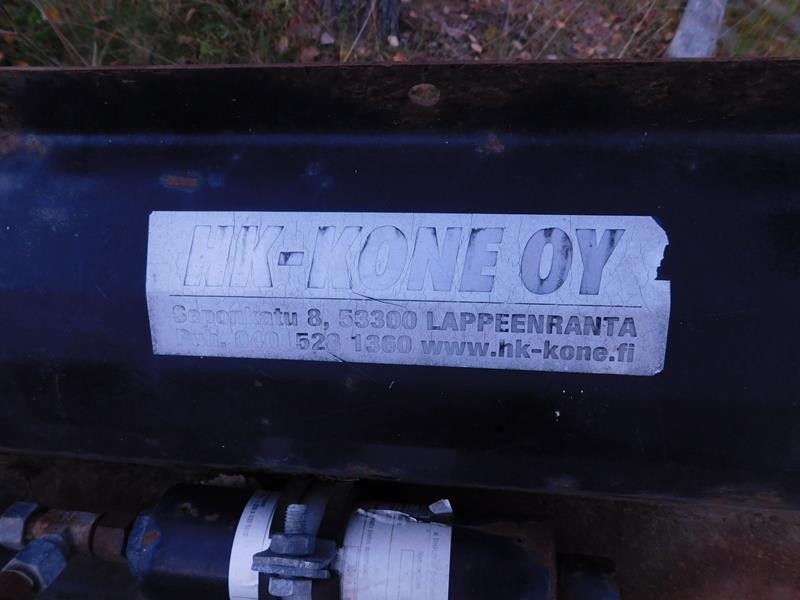 HK-KONE OY
Saponkatu 8, 53300 LAPPEENRANTA
Puh. 040 528 1360 www.hk-kone.fi